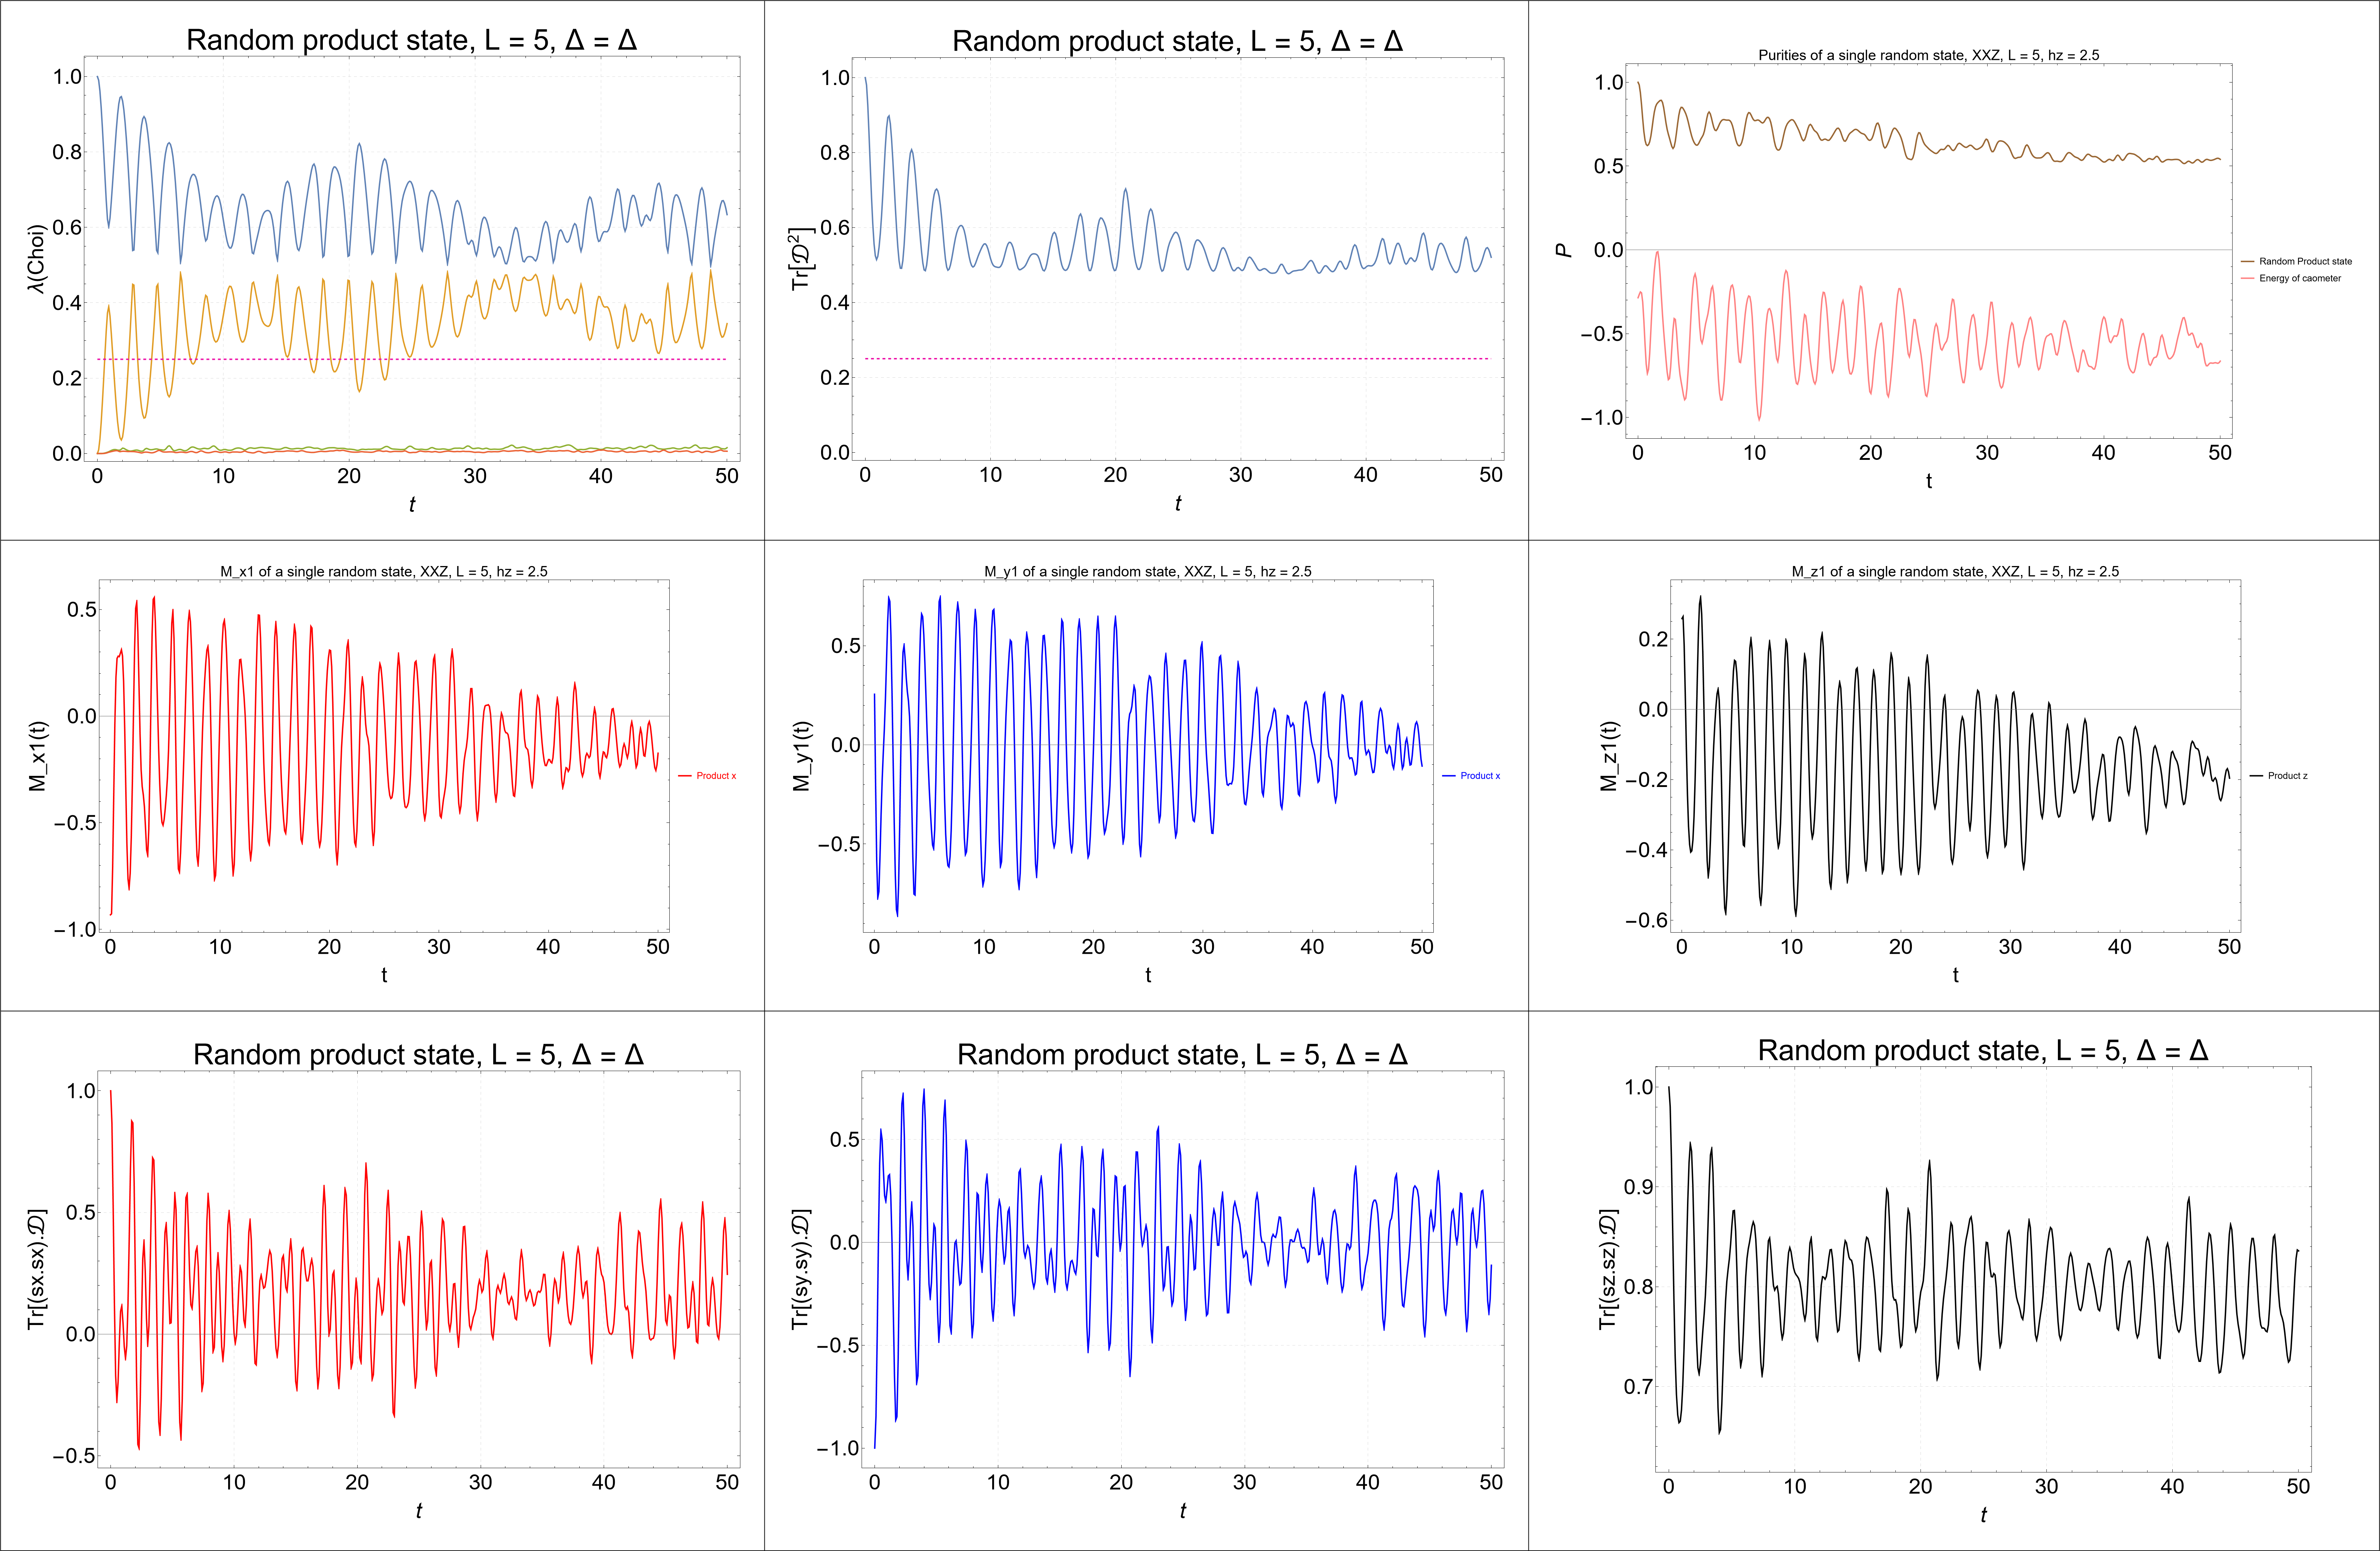 Random product state, L = 5, Δ = Δ
λ(Choi)
1.0
0.8
0.6
0.4
0.2
0.0
0 10 20 30 40 50
t
Random product state, L = 5, Δ = Δ
Tr[𝒟²]
1.0
0.8
0.6
0.4
0.2
0.0
0 10 20 30 40 50
t
Purities of a single random state, XXZ, L = 5, hz = 2.5
P
1.0
0.5
0.0
−0.5
−1.0
0 10 20 30 40 50
t
Random Product state
Energy of caometer
M_x1 of a single random state, XXZ, L = 5, hz = 2.5
M_x1(t)
0.5
0.0
−0.5
−1.0
0 10 20 30 40 50
t
Product x
M_y1 of a single random state, XXZ, L = 5, hz = 2.5
M_y1(t)
0.5
0.0
−0.5
0 10 20 30 40 50
t
Product x
M_z1 of a single random state, XXZ, L = 5, hz = 2.5
M_z1(t)
0.2
0.0
−0.2
−0.4
−0.6
0 10 20 30 40 50
t
Product z
Random product state, L = 5, Δ = Δ
Tr[(sx.sx).𝒟]
1.0
0.5
0.0
−0.5
0 10 20 30 40 50
t
Random product state, L = 5, Δ = Δ
Tr[(sy.sy).𝒟]
0.5
0.0
−0.5
−1.0
0 10 20 30 40 50
t
Random product state, L = 5, Δ = Δ
Tr[(sz.sz).𝒟]
1.0
0.9
0.8
0.7
0 10 20 30 40 50
t